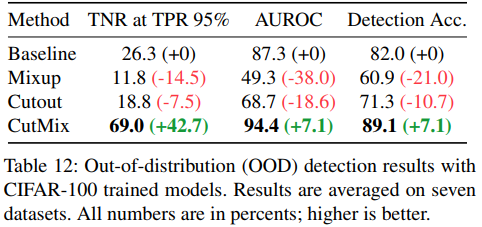 Method TNR at TPR 95% AUROC Detection Acc.
Baseline 26.3 (+0) 87.3 (+0) 82.0 (+0)
Mixup 11.8 (-14.5) 49.3 (-38.0) 60.9 (-21.0)
Cutout 18.8 (-7.5) 68.7 (-18.6) 71.3 (-10.7)
CutMix 69.0 (+42.7) 94.4 (+7.1) 89.1 (+7.1)
Table 12: Out-of-distribution (OOD) detection results with
CIFAR-100 trained models. Results are averaged on seven
datasets. All numbers are in percents; higher is better.